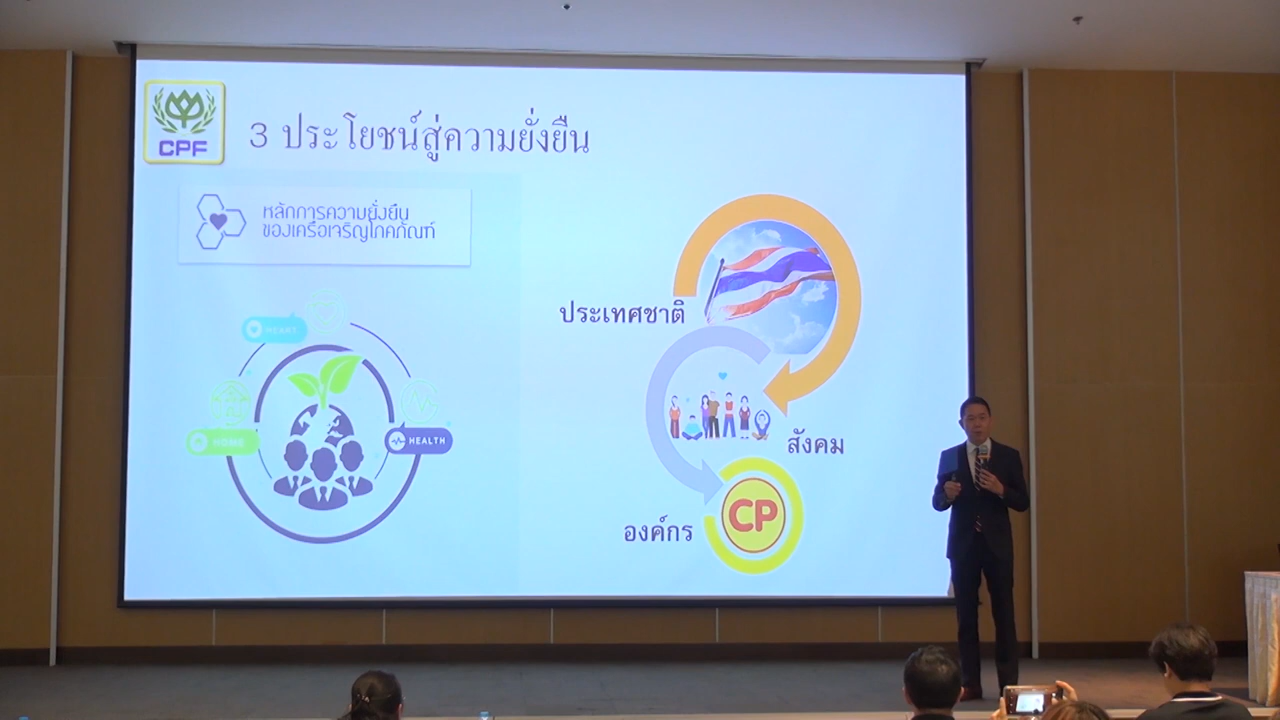 CPF
3 ประโยชน์สู่ความยั่งยืน
หลักการความยั่งยืน
ของเครือเจริญโภคภัณฑ์
HEART
HOME
HEALTH
ประเทศชาติ
สังคม
องค์กร
CP